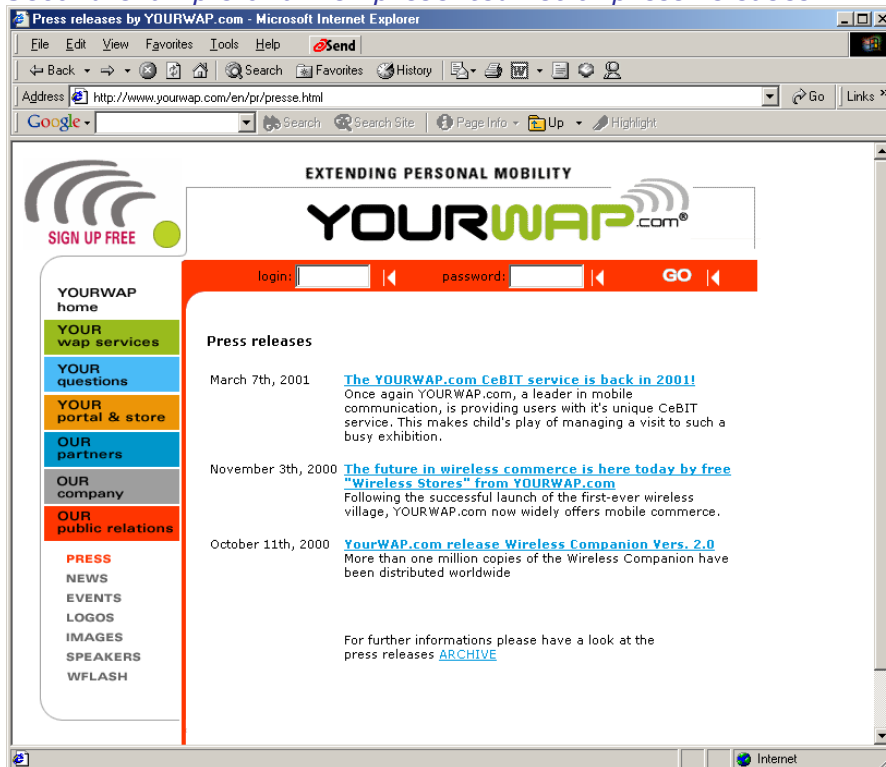 Press releases by YOURWAP.com - Microsoft Internet Explorer
File Edit View Favorites Tools Help Send
Back Search Favorites History
Address http://www.yourwap.com/en/pr/presse.html Go Links »
Google Search Search Site Page Info Up Highlight
EXTENDING PERSONAL MOBILITY
YOURWAP.com®
SIGN UP FREE
login: password: GO
YOURWAP
home
YOUR
wap services
YOUR
questions
YOUR
portal & store
OUR
partners
OUR
company
OUR
public relations
PRESS
NEWS
EVENTS
LOGOS
IMAGES
SPEAKERS
WFLASH
Press releases
March 7th, 2001 The YOURWAP.com CeBIT service is back in 2001!
Once again YOURWAP.com, a leader in mobile
communication, is providing users with it's unique CeBIT
service. This makes child's play of managing a visit to such a
busy exhibition.
November 3th, 2000 The future in wireless commerce is here today by free
"Wireless Stores" from YOURWAP.com
Following the successful launch of the first-ever wireless
village, YOURWAP.com now widely offers mobile commerce.
October 11th, 2000 YourWAP.com release Wireless Companion Vers. 2.0
More than one million copies of the Wireless Companion have
been distributed worldwide
For further informations please have a look at the
press releases ARCHIVE
Internet